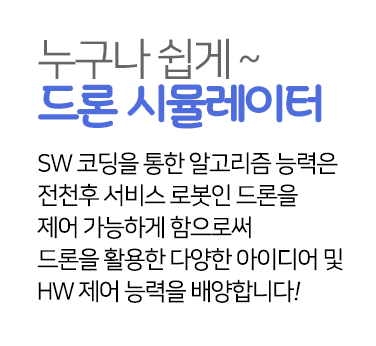 누구나 쉽게 ~
드론 시뮬레이터
SW 코딩을 통한 알고리즘 능력은
전천후 서비스 로봇인 드론을
제어 가능하게 함으로써
드론을 활용한 다양한 아이디어 및
HW 제어 능력을 배양합니다!